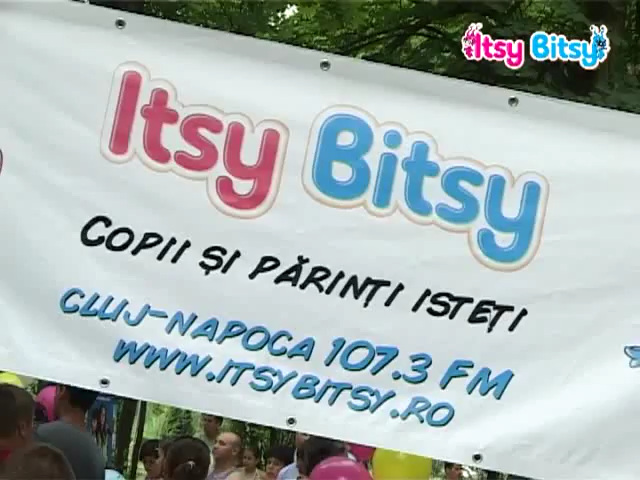 Itsy Bitsy
Itsy Bitsy
COPII ȘI PĂRINȚI ISTEȚI
CLUJ-NAPOCA 107.3 FM
WWW.ITSYBITSY.RO